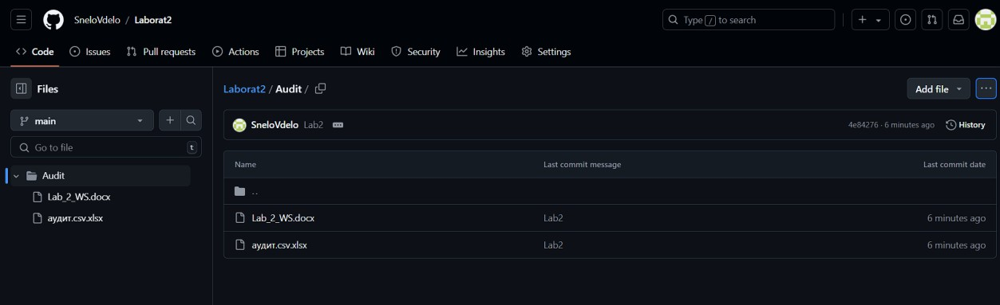 SneloVdelo / Laborat2
Type / to search
Code Issues Pull requests Actions Projects Wiki Security Insights Settings
Files
main
Go to file t
Audit
Lab_2_WS.docx
аудит.csv.xlsx
Laborat2 / Audit /
Add file
SneloVdelo Lab2
4e84276 · 6 minutes ago History
Name Last commit message Last commit date
..
Lab_2_WS.docx Lab2 6 minutes ago
аудит.csv.xlsx Lab2 6 minutes ago